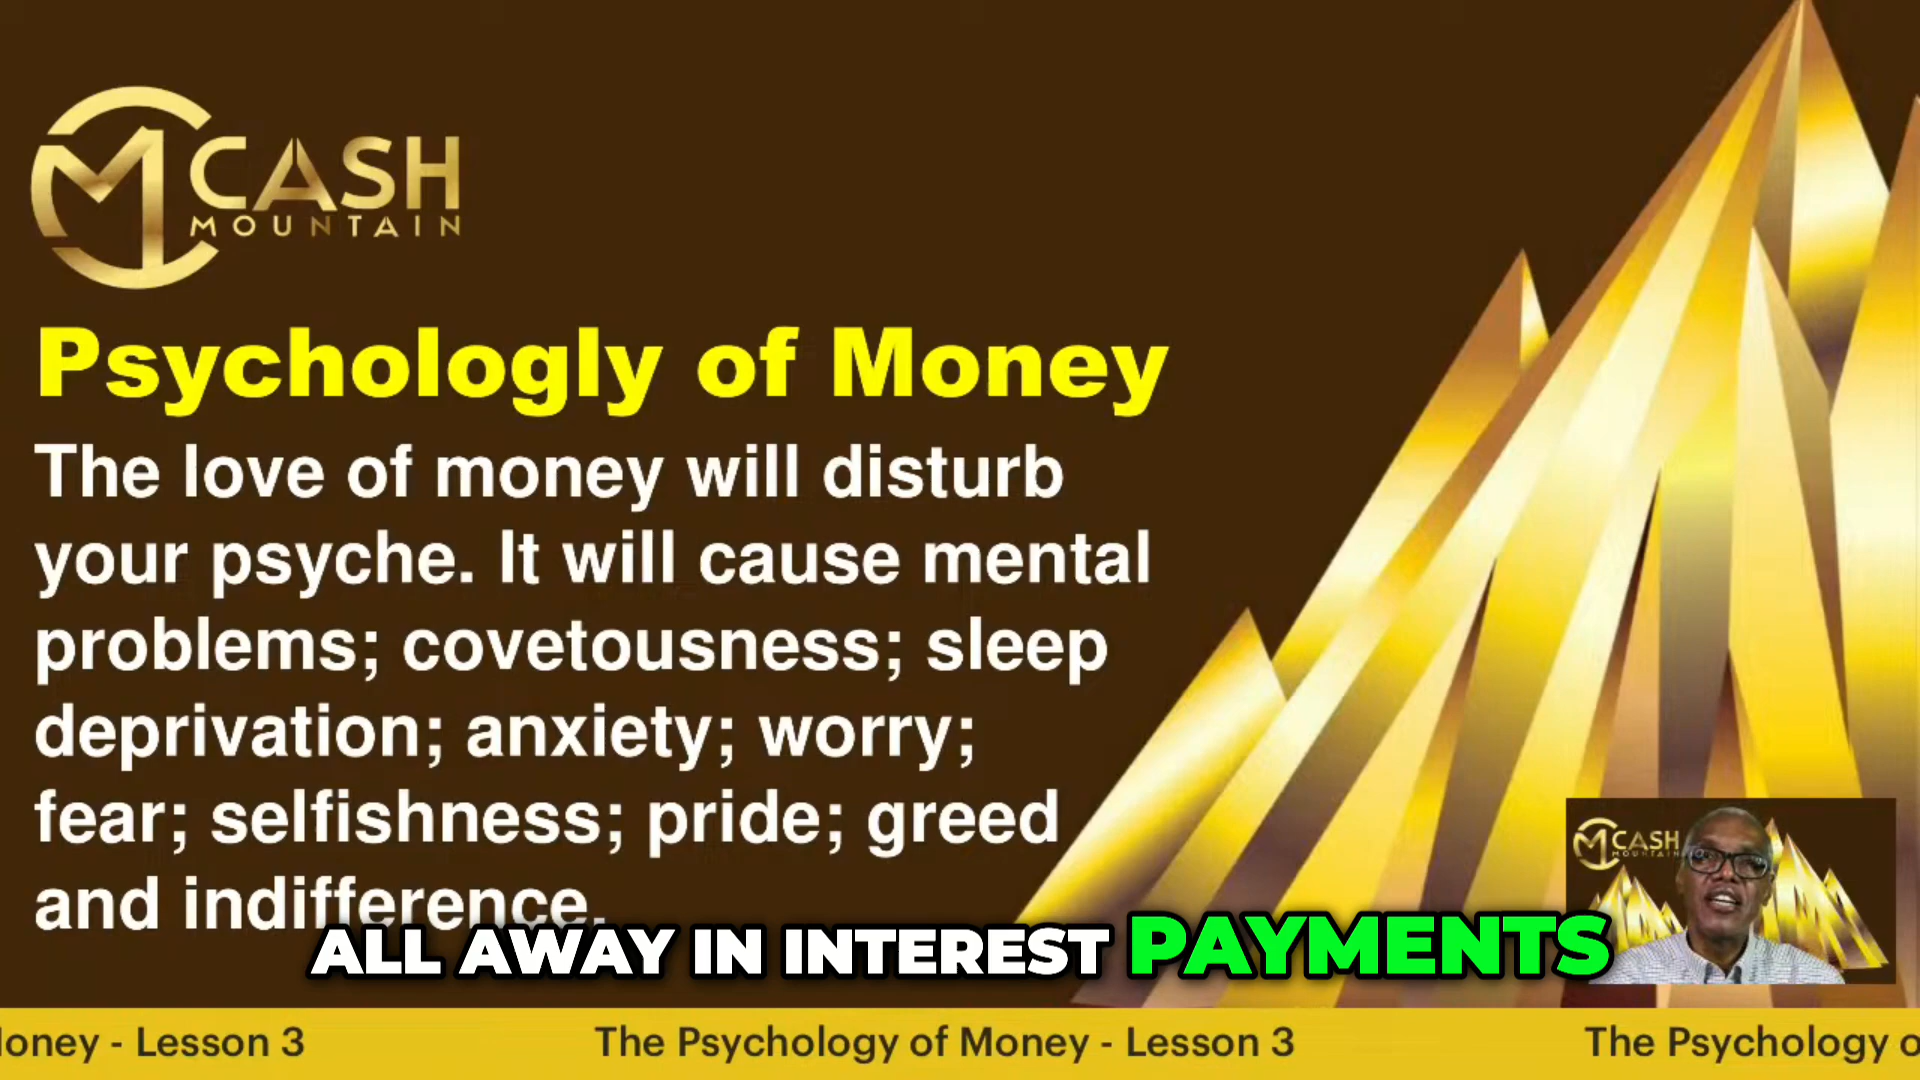 CASH
MOUNTAIN
Psychologly of Money
The love of money will disturb
your psyche. It will cause mental
problems; covetousness; sleep
deprivation; anxiety; worry;
fear; selfishness; pride; greed
and indifference.
ALL AWAY IN INTEREST PAYMENTS
CASH
MOUNTAIN
oney - Lesson 3
The Psychology of Money - Lesson 3
The Psychology o